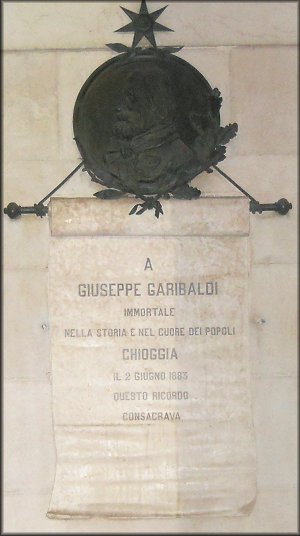 A
GIUSEPPE GARIBALDI
IMMORTALE
NELLA STORIA E NEL CUORE DEI POPOLI
CHIOGGIA
IL 2 GIUGNO 1883
QUESTO RICORDO
CONSACRAVA